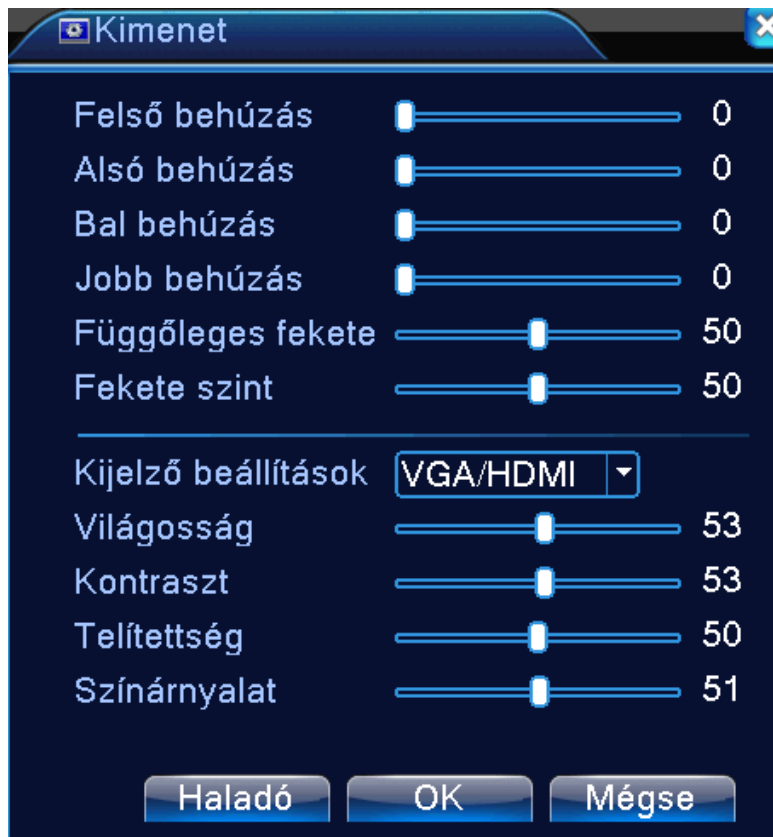 Kimenet
Felső behúzás 0
Alsó behúzás 0
Bal behúzás 0
Jobb behúzás 0
Függőleges fekete 50
Fekete szint 50
Kijelző beállítások VGA/HDMI
Világosság 53
Kontraszt 53
Telítettség 50
Színárnyalat 51
Haladó OK Mégse